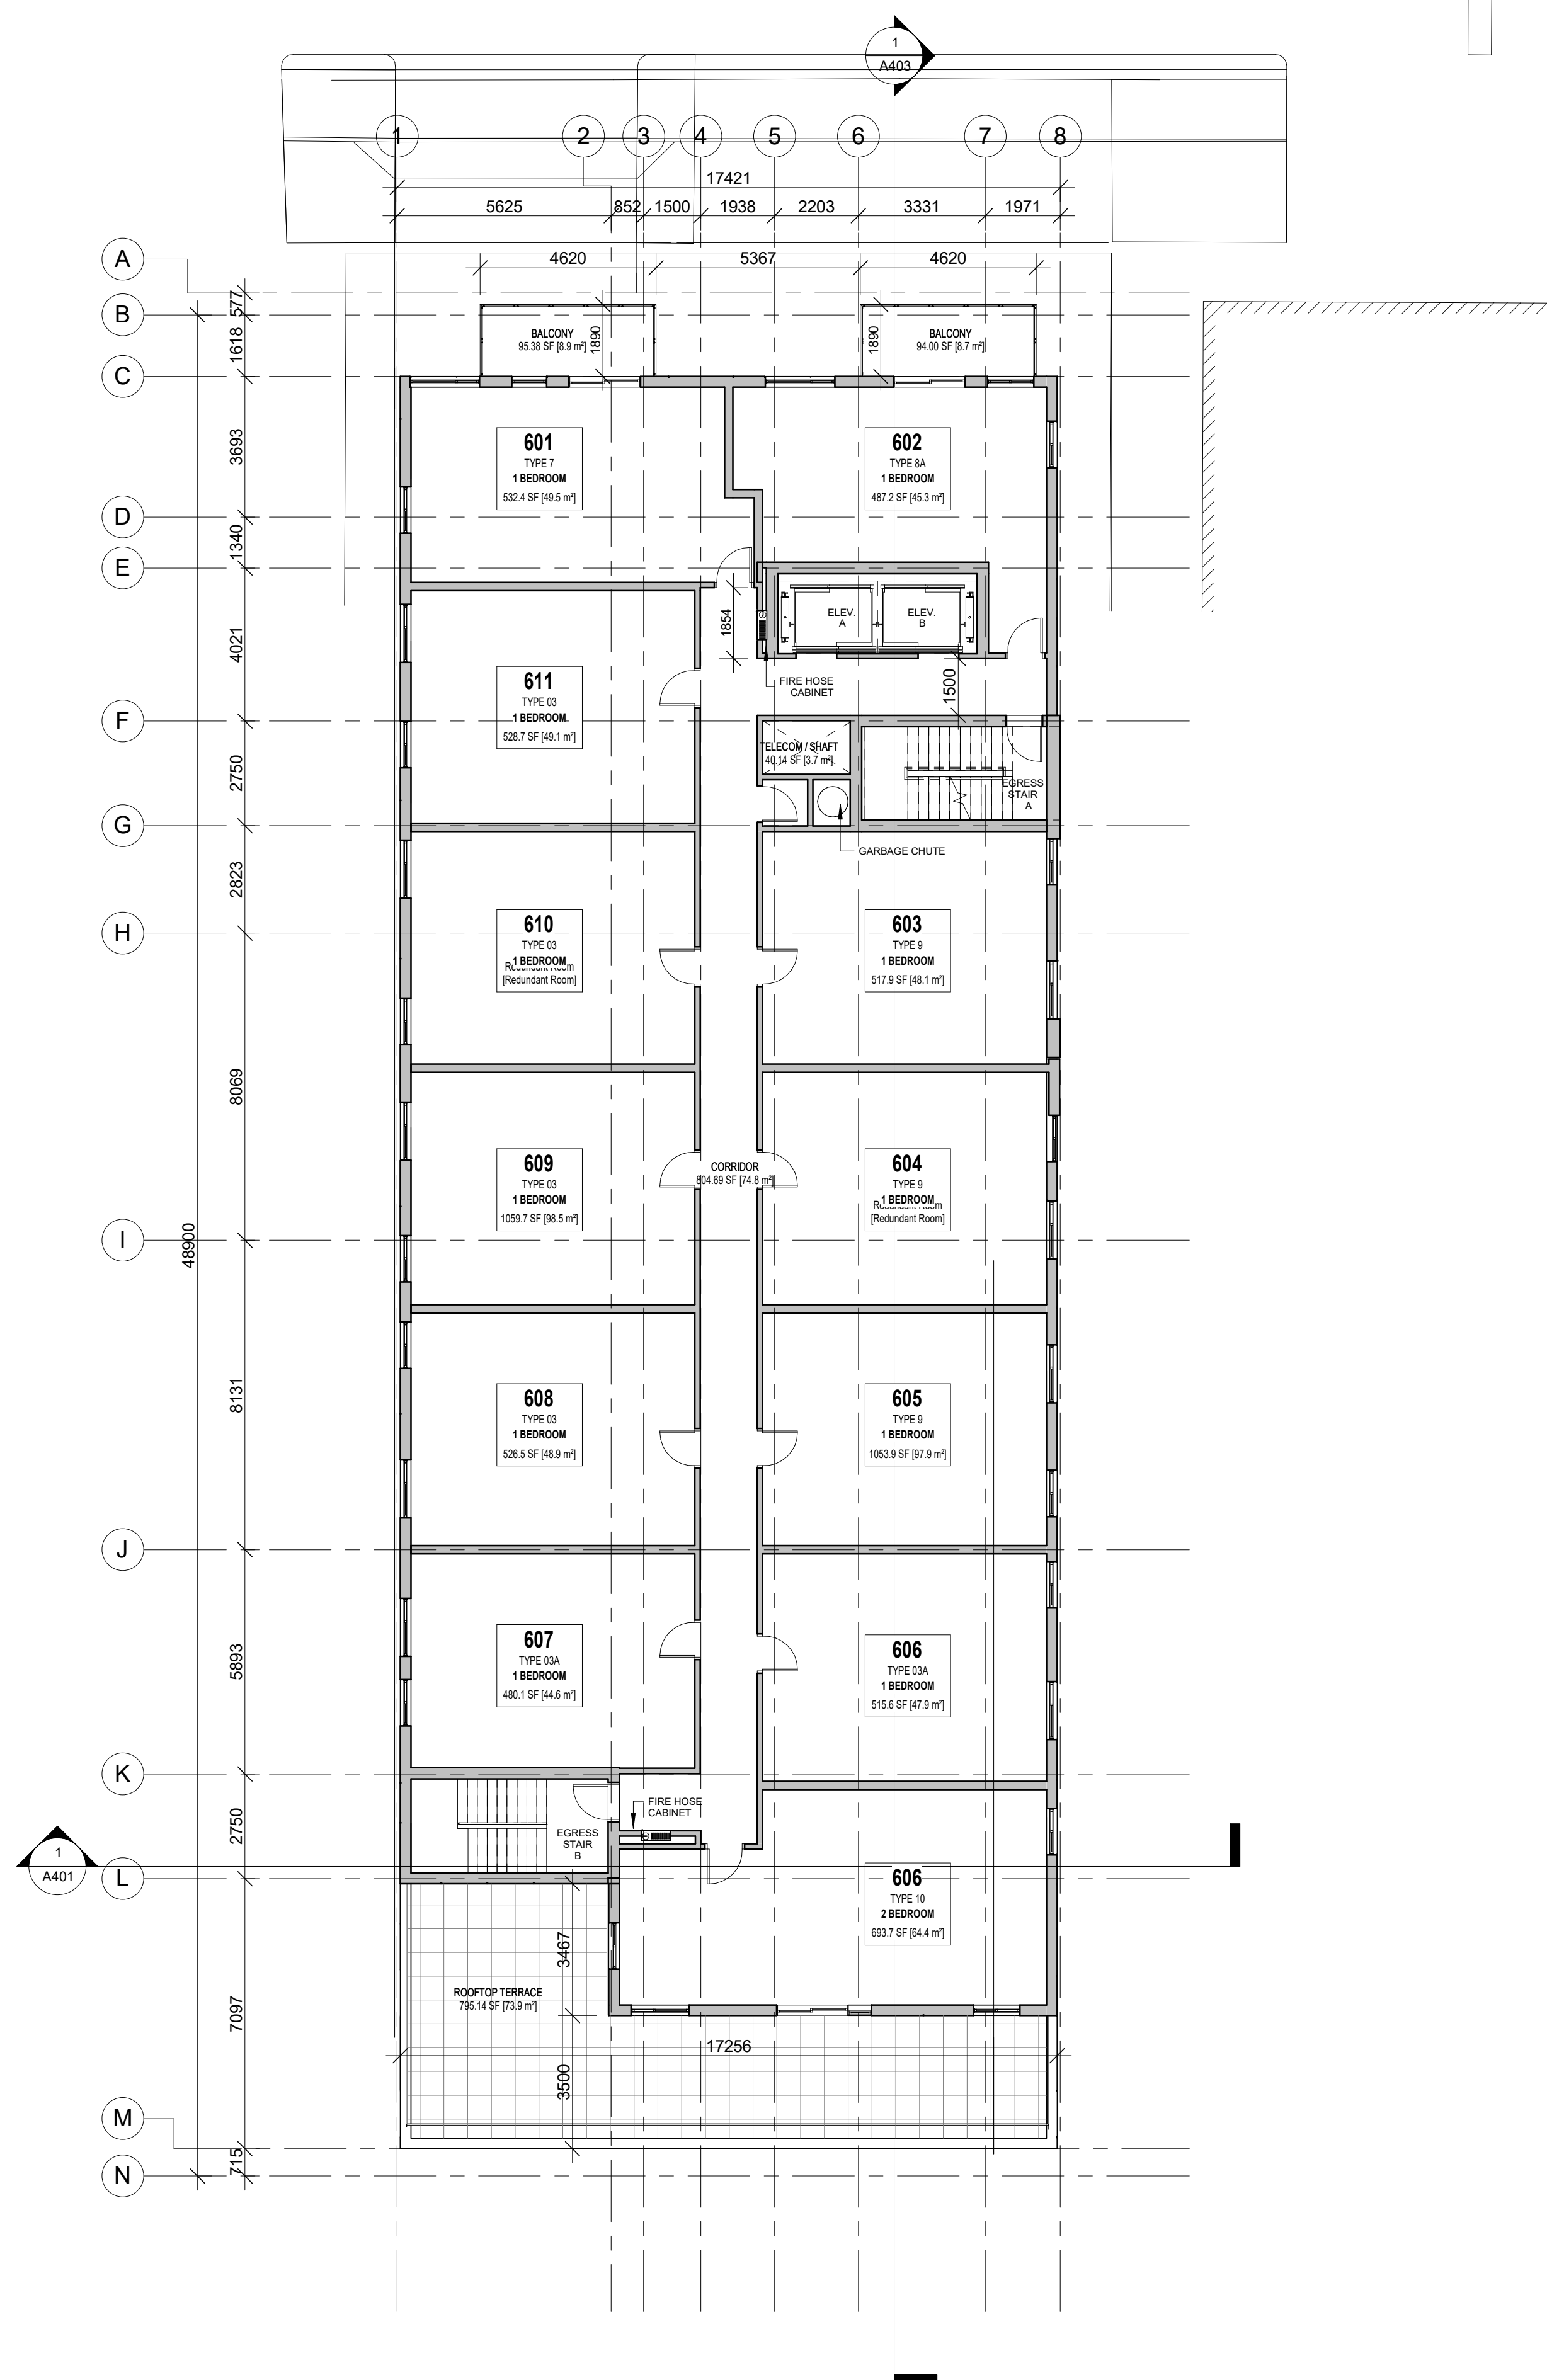 1
A403
1 2 3 4 5 6 7 8
17421
5625 852 1500 1938 2203 3331 1971
A
4620 5367 4620
577
B
1618
BALCONY
95.38 SF [8.9 m²]
1890
1890
BALCONY
94.00 SF [8.7 m²]
C
3693
601
TYPE 7
1 BEDROOM
532.4 SF [49.5 m²]
602
TYPE 8A
1 BEDROOM
487.2 SF [45.3 m²]
D
1340
E
4021
1854
ELEV.
A
ELEV.
B
611
TYPE 03
1 BEDROOM
528.7 SF [49.1 m²]
FIRE HOSE
CABINET
1500
F
2750
TELECOM / SHAFT
40.14 SF [3.7 m²]
EGRESS
STAIR
A
G
GARBAGE CHUTE
2823
H
610
TYPE 03
1 BEDROOM
Redundant Room
[Redundant Room]
603
TYPE 9
1 BEDROOM
517.9 SF [48.1 m²]
8069
609
TYPE 03
1 BEDROOM
1059.7 SF [98.5 m²]
CORRIDOR
804.69 SF [74.8 m²]
604
TYPE 9
1 BEDROOM
Redundant Room
[Redundant Room]
I
48900
8131
608
TYPE 03
1 BEDROOM
526.5 SF [48.9 m²]
605
TYPE 9
1 BEDROOM
1053.9 SF [97.9 m²]
J
5893
607
TYPE 03A
1 BEDROOM
480.1 SF [44.6 m²]
606
TYPE 03A
1 BEDROOM
515.6 SF [47.9 m²]
K
2750
FIRE HOSE
CABINET
EGRESS
STAIR
B
1
A401
L
606
TYPE 10
2 BEDROOM
693.7 SF [64.4 m²]
3467
ROOFTOP TERRACE
795.14 SF [73.9 m²]
7097
17256
3500
M
715
N